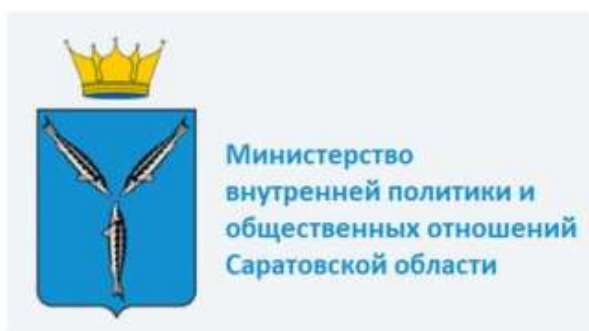 Министерство
внутренней политики и
общественных отношений
Саратовской области